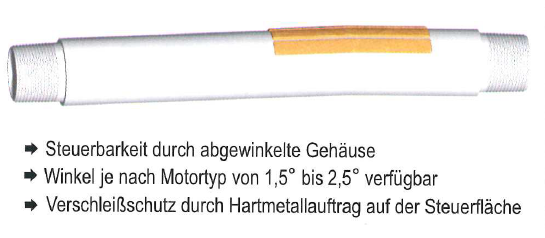 ➡ Steuerbarkeit durch abgewinkelte Gehäuse
➡ Winkel je nach Motortyp von 1,5° bis 2,5° verfügbar
➡ Verschleißschutz durch Hartmetallauftrag auf der Steuerfläche